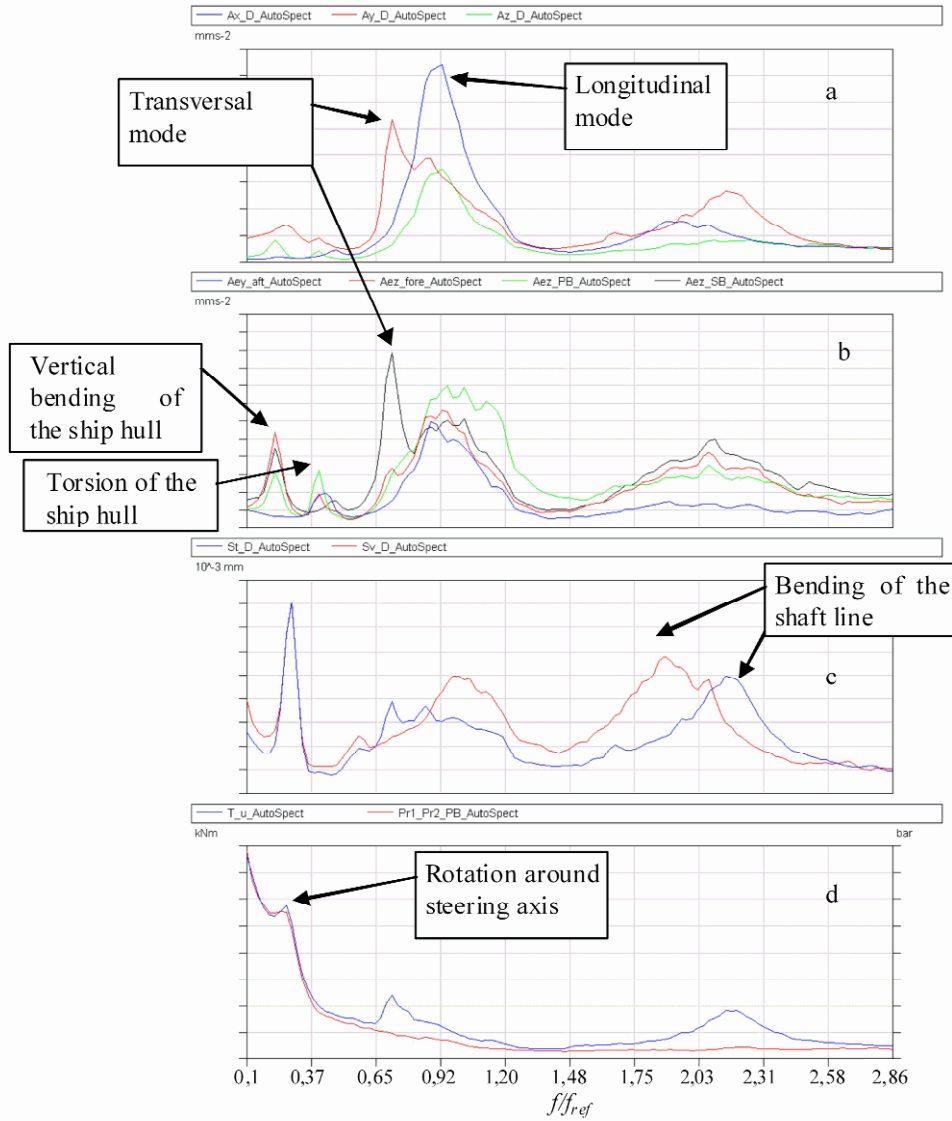 Ax_D_AutoSpect Ay_D_AutoSpect Az_D_AutoSpect
mms-2
a
Transversal
mode
Longitudinal
mode
Aey_aft_AutoSpect Aez_fore_AutoSpect Aez_PB_AutoSpect Aez_SB_AutoSpect
mms-2
b
Vertical
bending of
the ship hull
Torsion of the
ship hull
St_D_AutoSpect Sv_D_AutoSpect
10^-3 mm
Bending of the
shaft line
c
T_u_AutoSpect Pr1_Pr2_PB_AutoSpect
kNm bar
Rotation around
steering axis
d
0,1 0,37 0,65 0,92 1,20 1,48 1,75 2,03 2,31 2,58 2,86
f/fref